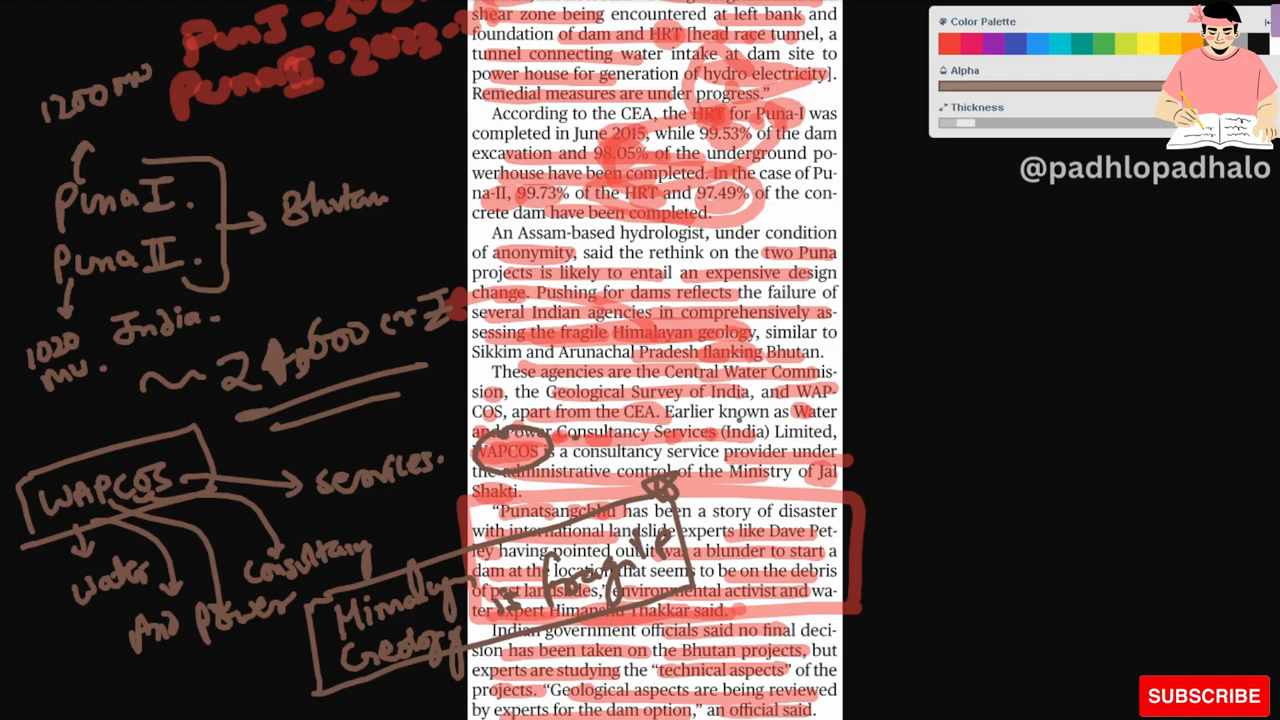 Puna I -
Puna II - 2022 -
1200 MW
Puna I.
Puna II.
Bhutan
1020
MW.
India.
~ 24,600 cr ₹
WAPCOS
services.
Water
And
Power
Consultancy
Himalayan
Geology
is fragile
shear zone being encountered at left bank and
foundation of dam and HRT [head race tunnel, a
tunnel connecting water intake at dam site to
power house for generation of hydro electricity].
Remedial measures are under progress.”
According to the CEA, the HRT for Puna-I was
completed in June 2015, while 99.53% of the dam
excavation and 98.05% of the underground po-
werhouse have been completed. In the case of Pu-
na-II, 99.73% of the HRT and 97.49% of the con-
crete dam have been completed.
An Assam-based hydrologist, under condition
of anonymity, said the rethink on the two Puna
projects is likely to entail an expensive design
change. Pushing for dams reflects the failure of
several Indian agencies in comprehensively as-
sessing the fragile Himalayan geology, similar to
Sikkim and Arunachal Pradesh flanking Bhutan.
These agencies are the Central Water Commis-
sion, the Geological Survey of India, and WAP-
COS, apart from the CEA. Earlier known as Water
and Power Consultancy Services (India) Limited,
WAPCOS is a consultancy service provider under
the administrative control of the Ministry of Jal
Shakti.
“Punatsangchhu has been a story of disaster
with international landslide experts like Dave Pet-
ley having pointed out it was a blunder to start a
dam at the location that seems to be on the debris
of past landslides,” environmental activist and wa-
ter expert Himanshu Thakkar said.
Indian government officials said no final deci-
sion has been taken on the Bhutan projects, but
experts are studying the “technical aspects” of the
projects. “Geological aspects are being reviewed
by experts for the dam option,” an official said.
Color Palette
Alpha
Thickness
@padhlopadhalo
SUBSCRIBE